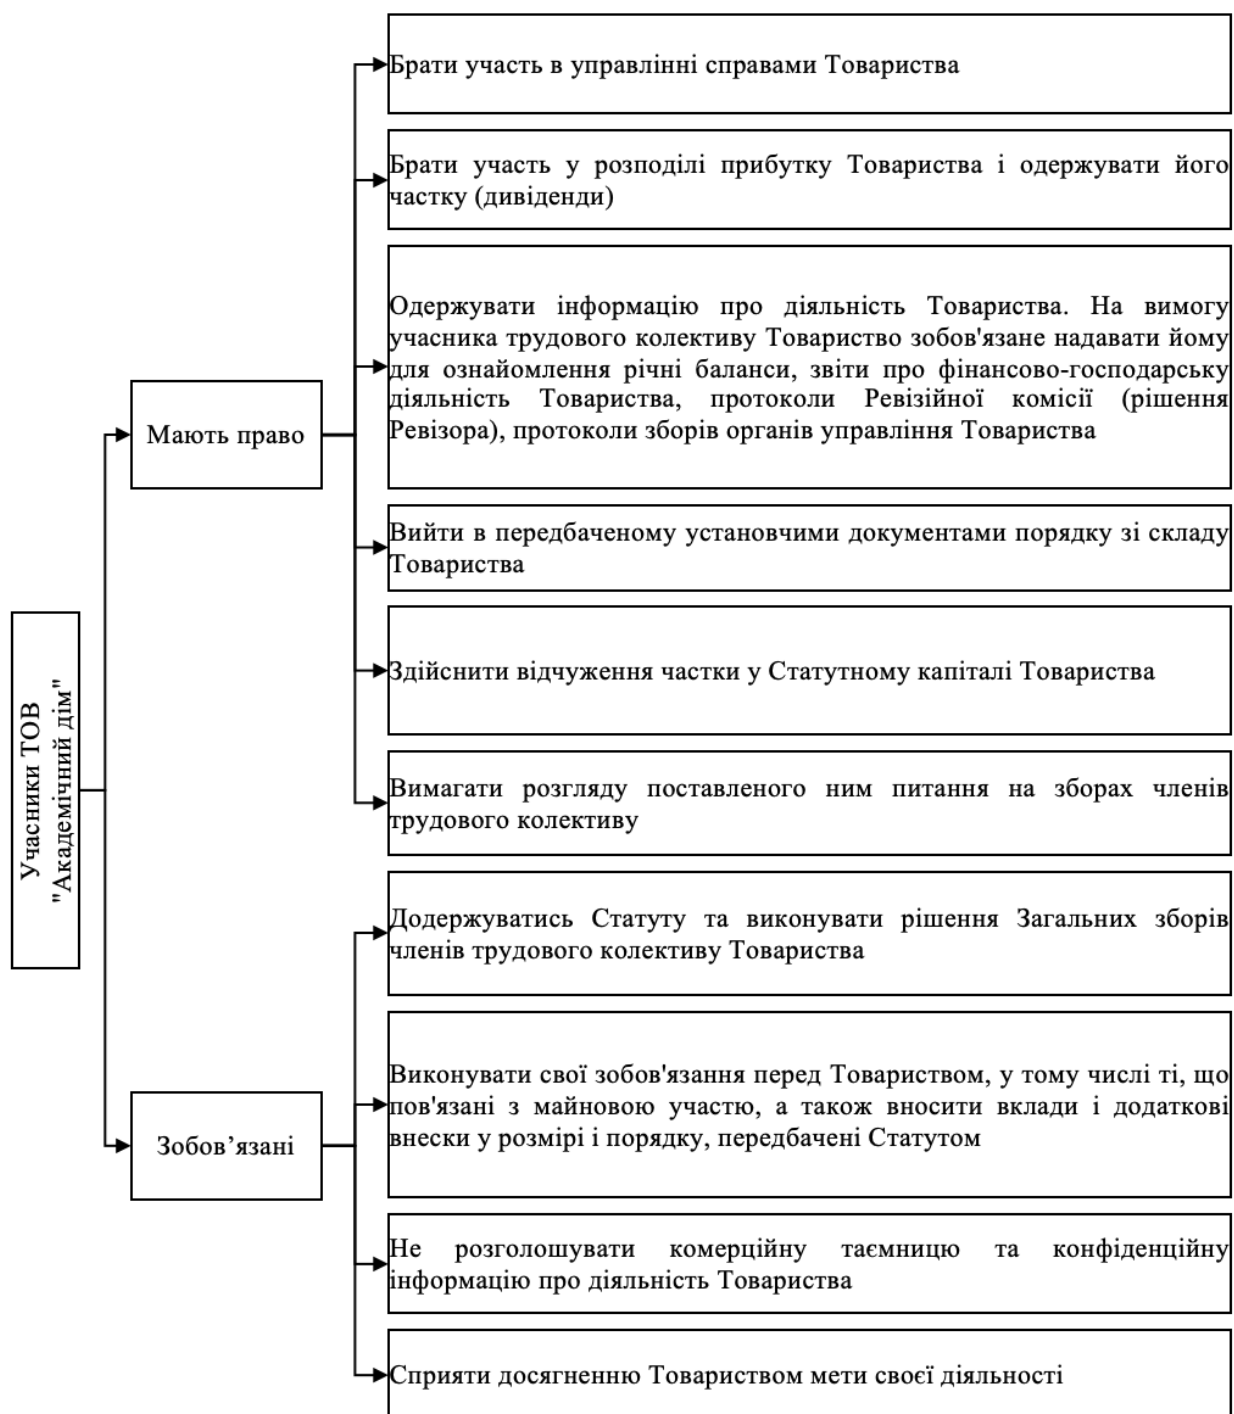 Брати участь в управлінні справами Товариства
Брати участь у розподілі прибутку Товариства і одержувати його
частку (дивіденди)
Одержувати інформацію про діяльність Товариства. На вимогу
учасника трудового колективу Товариство зобов'язане надавати йому
для ознайомлення річні баланси, звіти про фінансово-господарську
діяльність Товариства, протоколи Ревізійної комісії (рішення
Ревізора), протоколи зборів органів управління Товариства
Мають право
Вийти в передбаченому установчими документами порядку зі складу
Товариства
Здійснити відчуження частки у Статутному капіталі Товариства
Вимагати розгляду поставленого ним питання на зборах членів
трудового колективу
Учасники ТОВ
"Академічний дім"
Додержуватись Статуту та виконувати рішення Загальних зборів
членів трудового колективу Товариства
Виконувати свої зобов'язання перед Товариством, у тому числі ті, що
пов'язані з майновою участю, а також вносити вклади і додаткові
внески у розмірі і порядку, передбачені Статутом
Зобов’язані
Не розголошувати комерційну таємницю та конфіденційну
інформацію про діяльність Товариства
Сприяти досягненню Товариством мети своєї діяльності